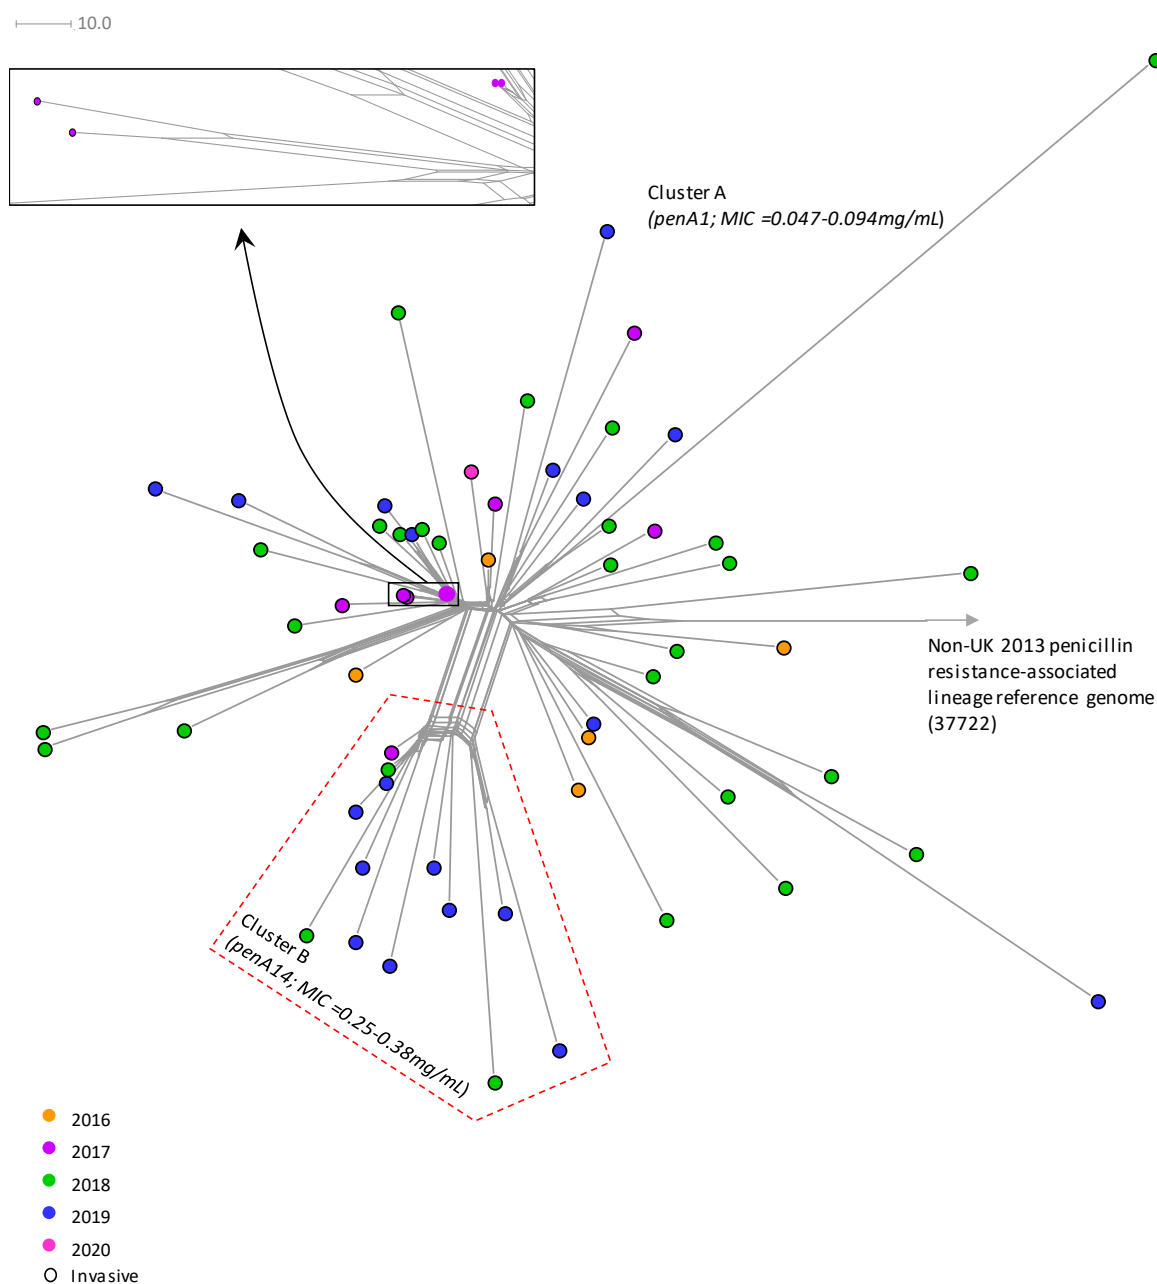 10.0
Cluster A
(penA1; MIC =0.047-0.094mg/mL)
Non-UK 2013 penicillin
resistance-associated
lineage reference genome
(37722)
Cluster B
(penA14; MIC =0.25-0.38mg/mL)
2016
2017
2018
2019
2020
Invasive